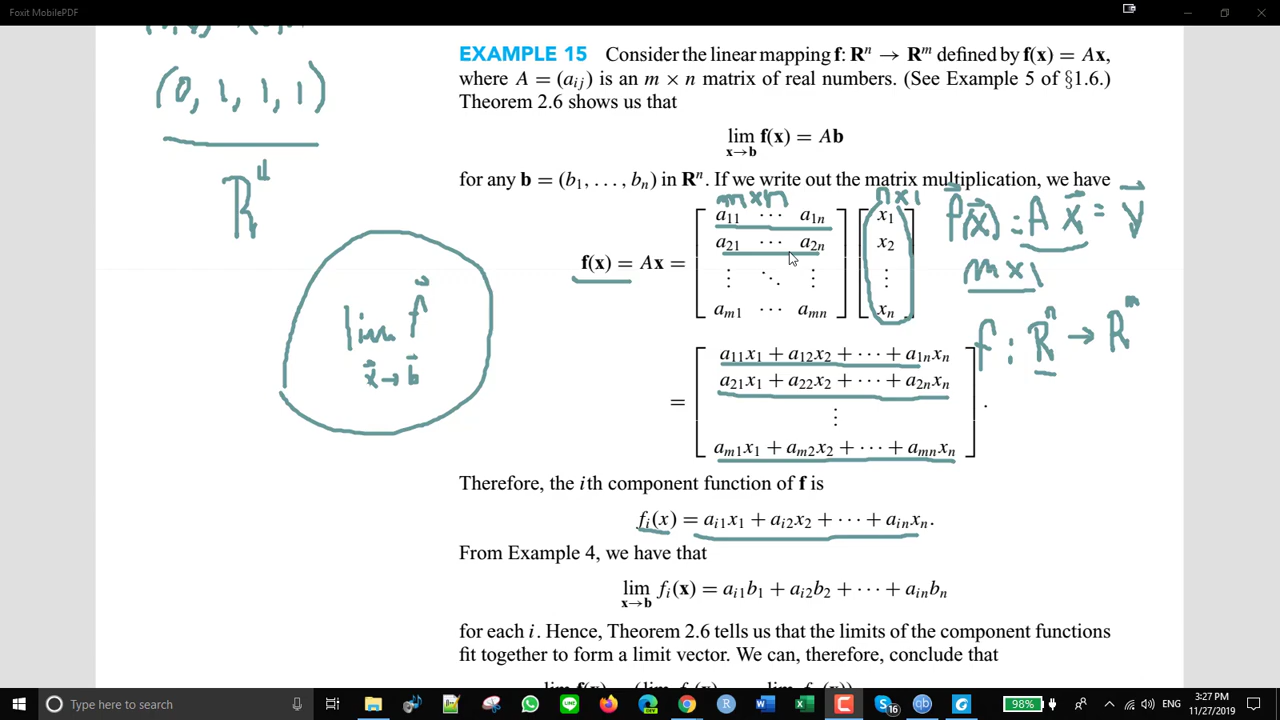 Foxit MobilePDF
(0, 1, 1, 1)
R⁴
EXAMPLE 15 Consider the linear mapping f: Rⁿ → Rᵐ defined by f(x) = Ax,
where A = (aᵢⱼ) is an m × n matrix of real numbers. (See Example 5 of §1.6.)
Theorem 2.6 shows us that
lim f(x) = Ab
x→b
for any b = (b₁, . . . , bₙ) in Rⁿ. If we write out the matrix multiplication, we have
m×n n×1
a₁₁ ··· a₁ₙ x₁
a₂₁ ··· a₂ₙ x₂
f(x) = Ax =
⋮ ⋱ ⋮ ⋮
aₘ₁ ··· aₘₙ xₙ
f(x) = A x = y
m×1
f : Rⁿ → Rᵐ
lim f
x→b
a₁₁x₁ + a₁₂x₂ + ··· + a₁ₙxₙ
a₂₁x₁ + a₂₂x₂ + ··· + a₂ₙxₙ
= ⋮ .
aₘ₁x₁ + aₘ₂x₂ + ··· + aₘₙxₙ
Therefore, the ith component function of f is
fᵢ(x) = aᵢ₁x₁ + aᵢ₂x₂ + ··· + aᵢₙxₙ.
From Example 4, we have that
lim fᵢ(x) = aᵢ₁b₁ + aᵢ₂b₂ + ··· + aᵢₙbₙ
x→b
for each i. Hence, Theorem 2.6 tells us that the limits of the component functions
fit together to form a limit vector. We can, therefore, conclude that
Type here to search
16
98%
ENG
3:27 PM
11/27/2019